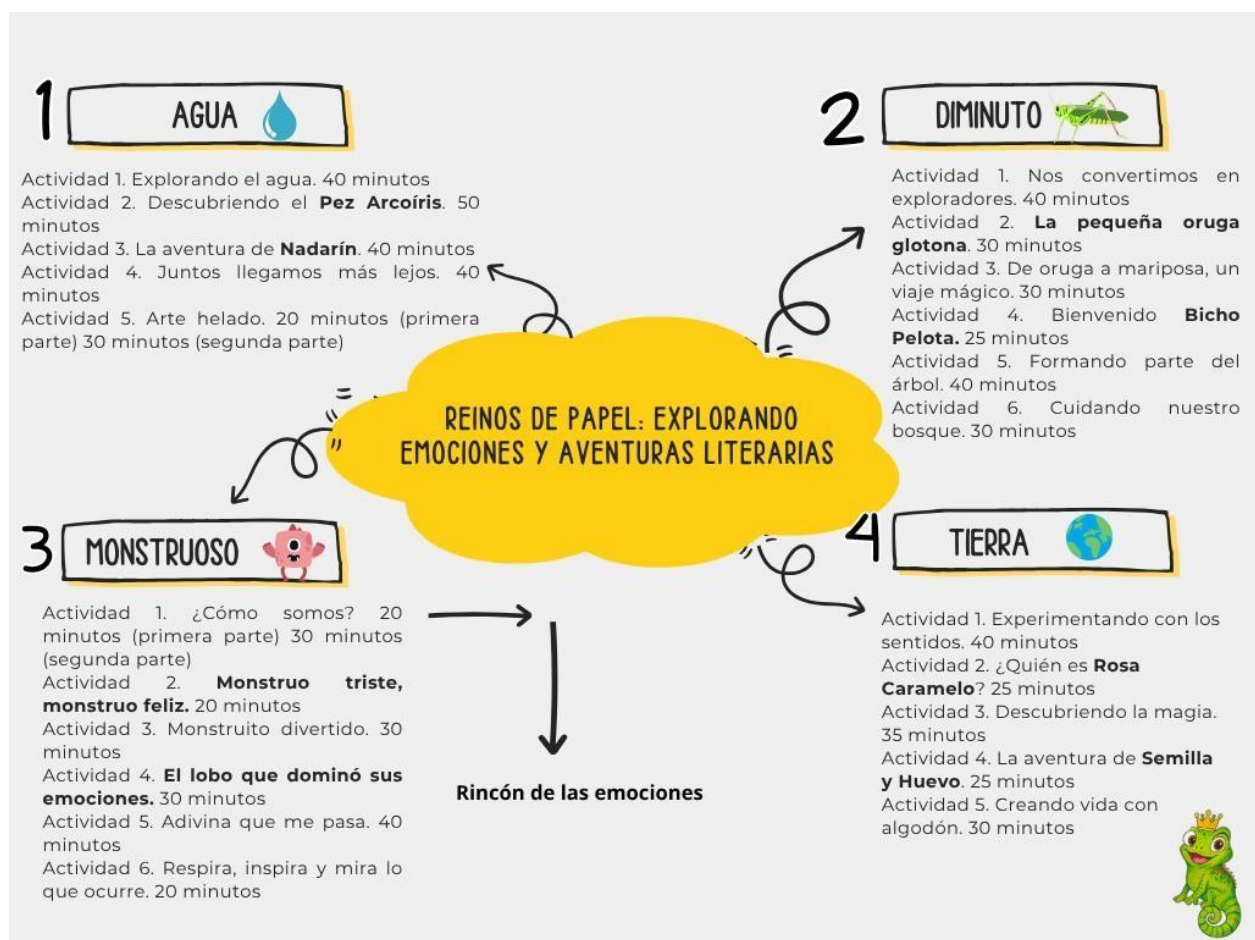 1
AGUA
Actividad 1. Explorando el agua. 40 minutos
Actividad 2. Descubriendo el Pez Arcoíris. 50
minutos
Actividad 3. La aventura de Nadarín. 40 minutos
Actividad 4. Juntos llegamos más lejos. 40
minutos
Actividad 5. Arte helado. 20 minutos (primera
parte) 30 minutos (segunda parte)
2
DIMINUTO
Actividad 1. Nos convertimos en
exploradores. 40 minutos
Actividad 2. La pequeña oruga
glotona. 30 minutos
Actividad 3. De oruga a mariposa, un
viaje mágico. 30 minutos
Actividad 4. Bienvenido Bicho
Pelota. 25 minutos
Actividad 5. Formando parte del
árbol. 40 minutos
Actividad 6. Cuidando nuestro
bosque. 30 minutos
REINOS DE PAPEL: EXPLORANDO
EMOCIONES Y AVENTURAS LITERARIAS
3
MONSTRUOSO
Actividad 1. ¿Cómo somos? 20
minutos (primera parte) 30 minutos
(segunda parte)
Actividad 2. Monstruo triste,
monstruo feliz. 20 minutos
Actividad 3. Monstruito divertido. 30
minutos
Actividad 4. El lobo que dominó sus
emociones. 30 minutos
Actividad 5. Adivina que me pasa. 40
minutos
Actividad 6. Respira, inspira y mira lo
que ocurre. 20 minutos
Rincón de las emociones
4
TIERRA
Actividad 1. Experimentando con los
sentidos. 40 minutos
Actividad 2. ¿Quién es Rosa
Caramelo? 25 minutos
Actividad 3. Descubriendo la magia.
35 minutos
Actividad 4. La aventura de Semilla
y Huevo. 25 minutos
Actividad 5. Creando vida con
algodón. 30 minutos